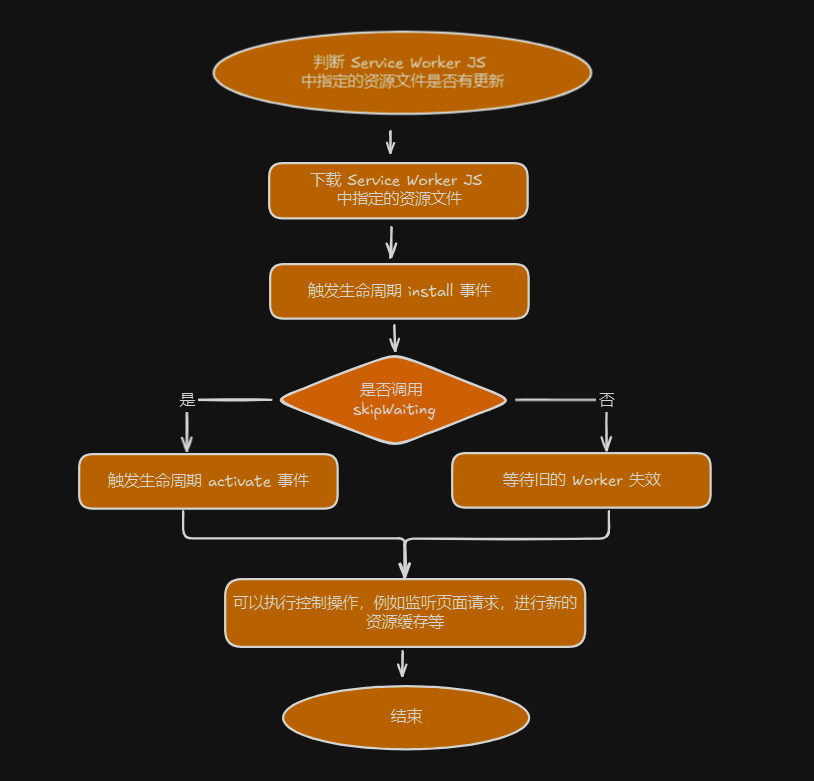 判断 Service Worker JS
中指定的资源文件是否有更新
下载 Service Worker JS
中指定的资源文件
触发生命周期 install 事件
是否调用
skipWaiting
是
否
触发生命周期 activate 事件
等待旧的 Worker 失效
可以执行控制操作，例如监听页面请求，进行新的
资源缓存等
结束